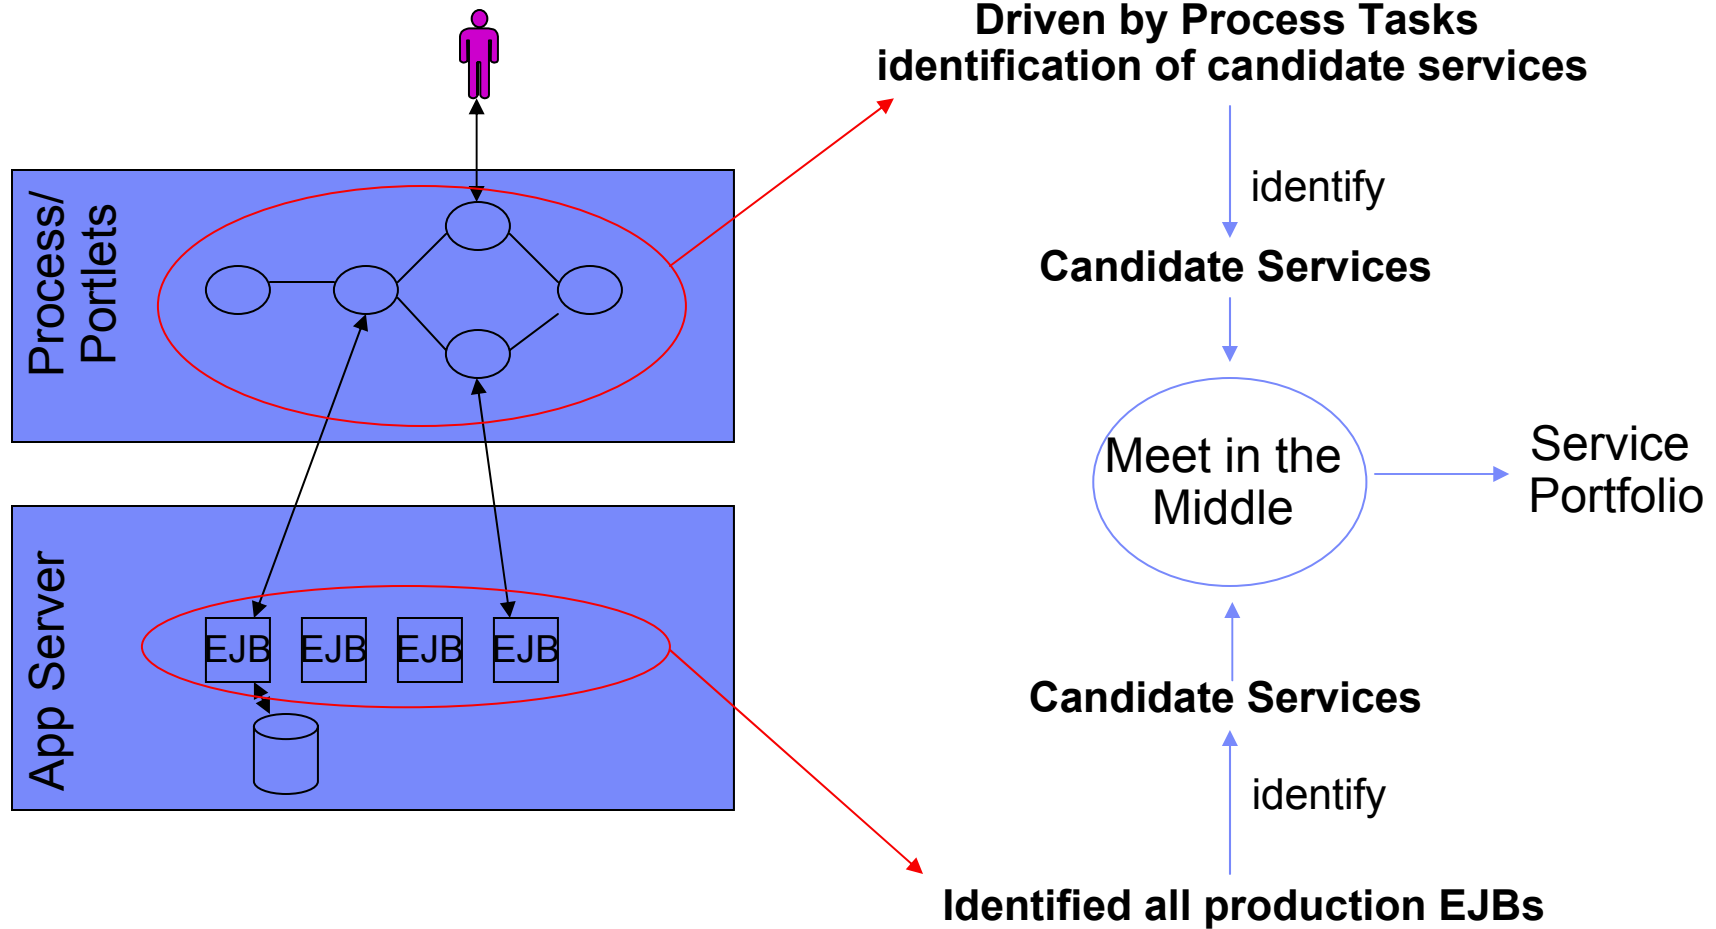 Driven by Process Tasks
identification of candidate services
Process/
Portlets
identify
Candidate Services
Meet in the
Middle
Service
Portfolio
App Server
EJB EJB EJB EJB
Candidate Services
identify
Identified all production EJBs